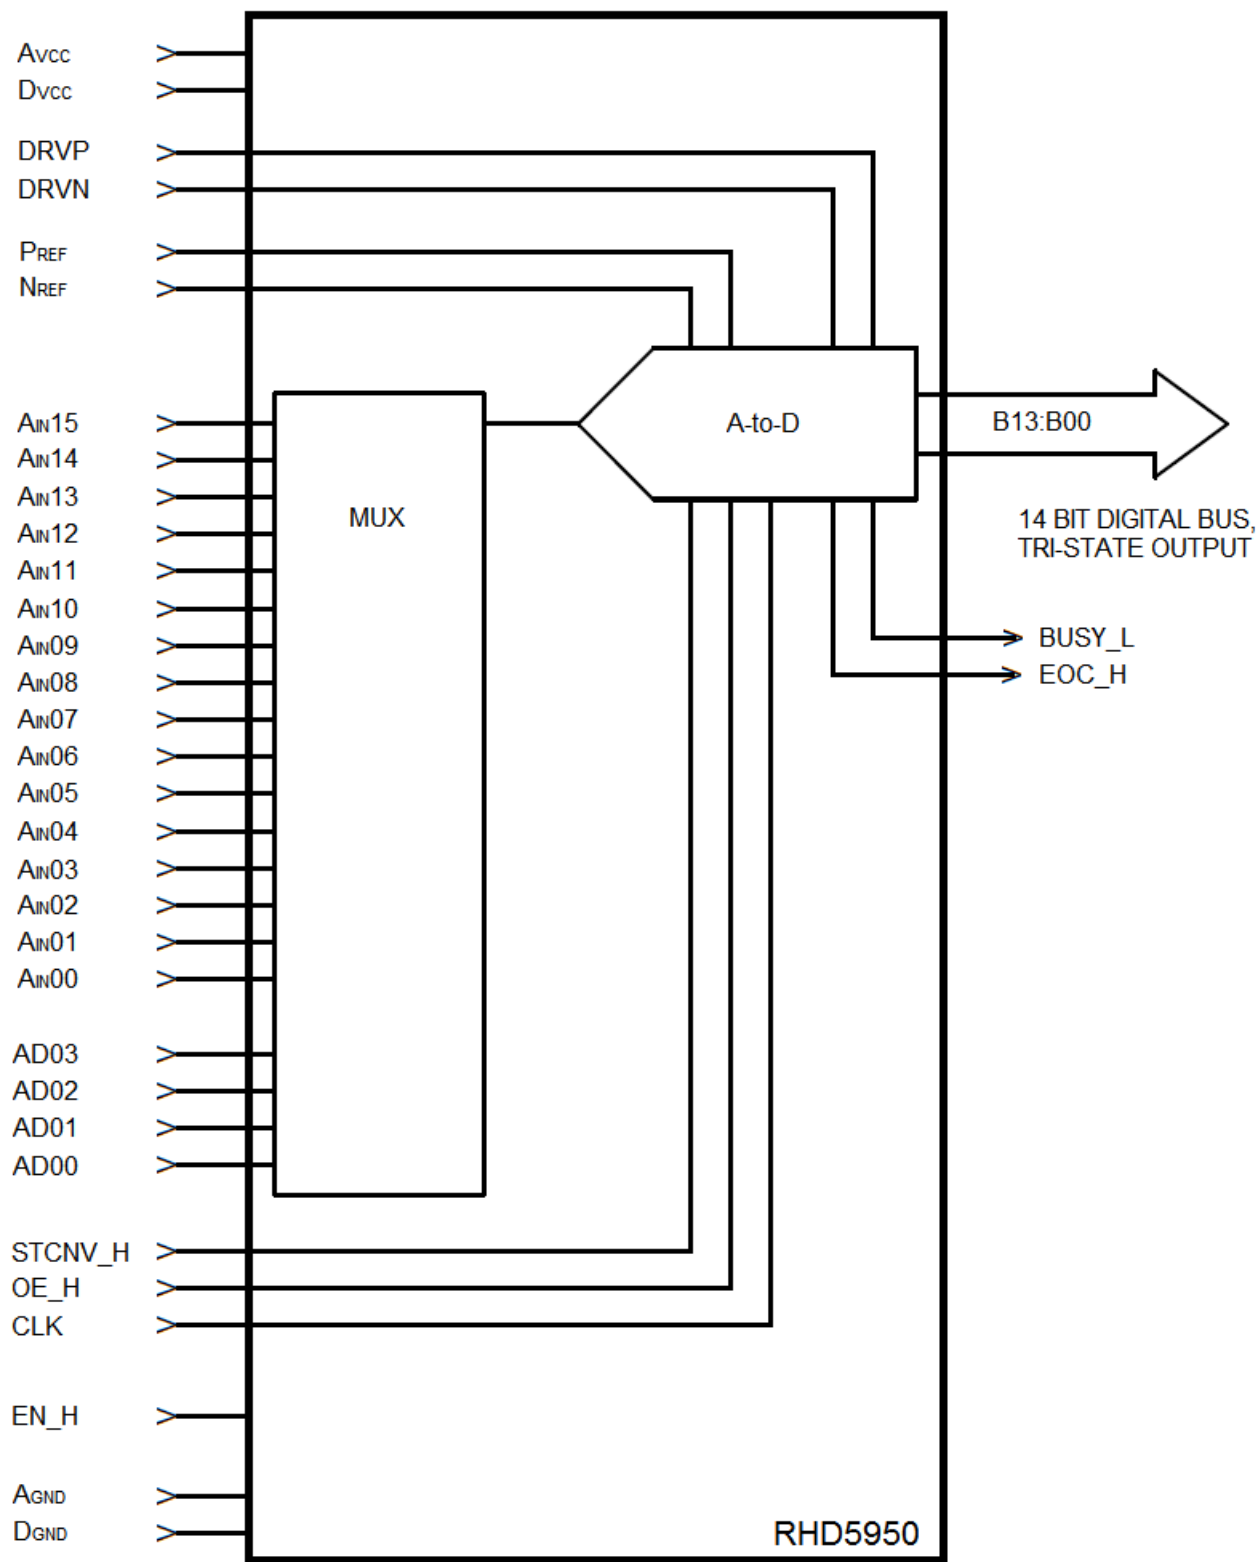 AVCC
DVCC
DRVP
DRVN
PREF
NREF
AIN15
AIN14
AIN13
AIN12
AIN11
AIN10
AIN09
AIN08
AIN07
AIN06
AIN05
AIN04
AIN03
AIN02
AIN01
AIN00
AD03
AD02
AD01
AD00
STCNV_H
OE_H
CLK
EN_H
AGND
DGND
MUX
A-to-D
B13:B00
14 BIT DIGITAL BUS,
TRI-STATE OUTPUT
BUSY_L
EOC_H
RHD5950